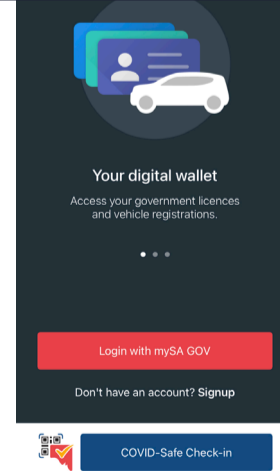 Your digital wallet
Access your government licences
and vehicle registrations.
Login with mySA GOV
Don't have an account? Signup
COVID-Safe Check-in